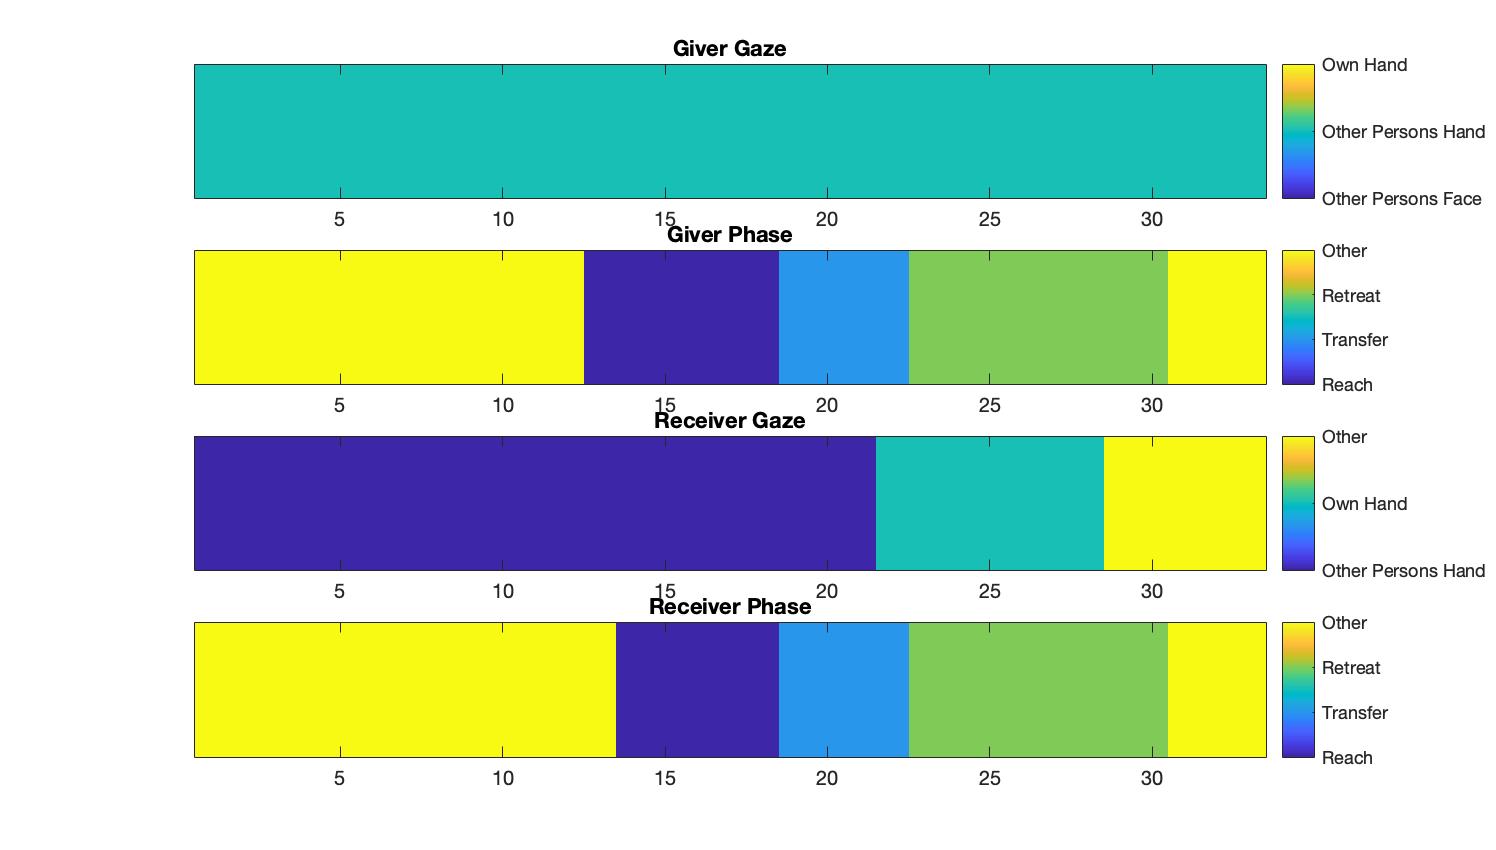 Giver Gaze
Own Hand
Other Persons Hand
Other Persons Face
5 10 15 20 25 30
Giver Phase
Other
Retreat
Transfer
Reach
5 10 15 20 25 30
Receiver Gaze
Other
Own Hand
Other Persons Hand
5 10 15 20 25 30
Receiver Phase
Other
Retreat
Transfer
Reach
5 10 15 20 25 30